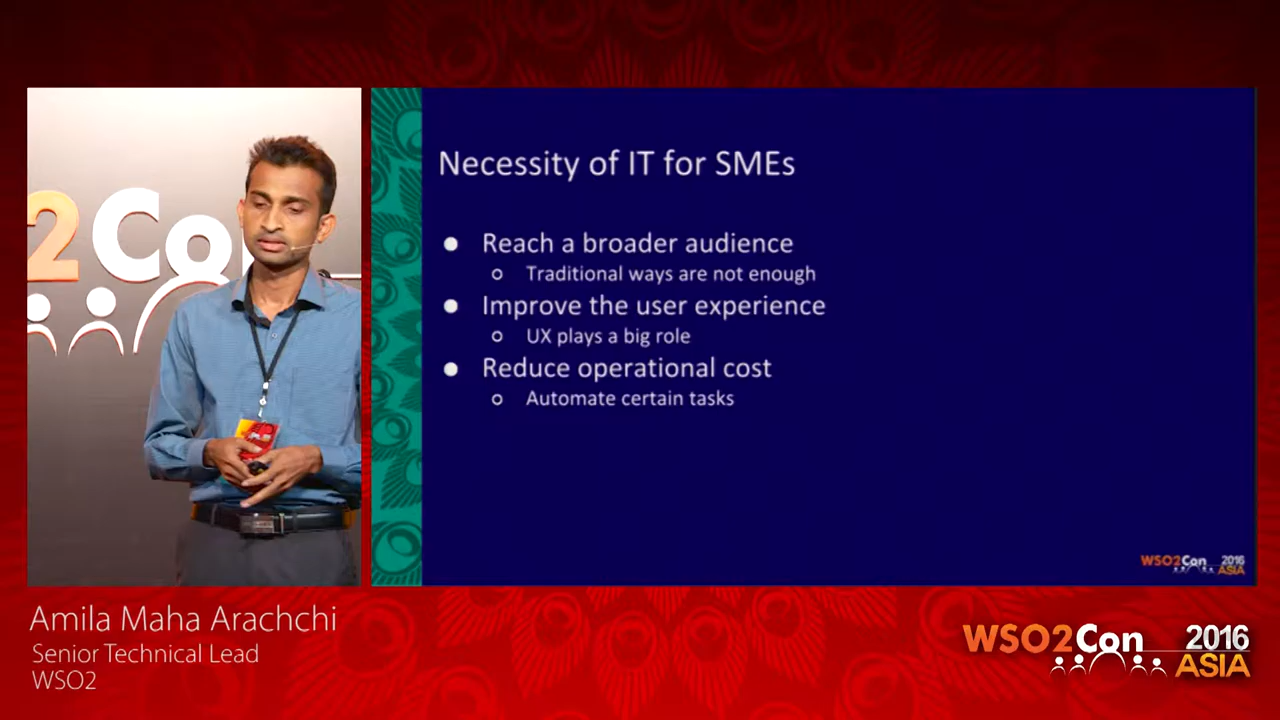 2Con
Necessity of IT for SMEs
● Reach a broader audience
○ Traditional ways are not enough
● Improve the user experience
○ UX plays a big role
● Reduce operational cost
○ Automate certain tasks
WSO2Con 2016
ASIA
Amila Maha Arachchi
Senior Technical Lead
WSO2
WSO2Con 2016
ASIA